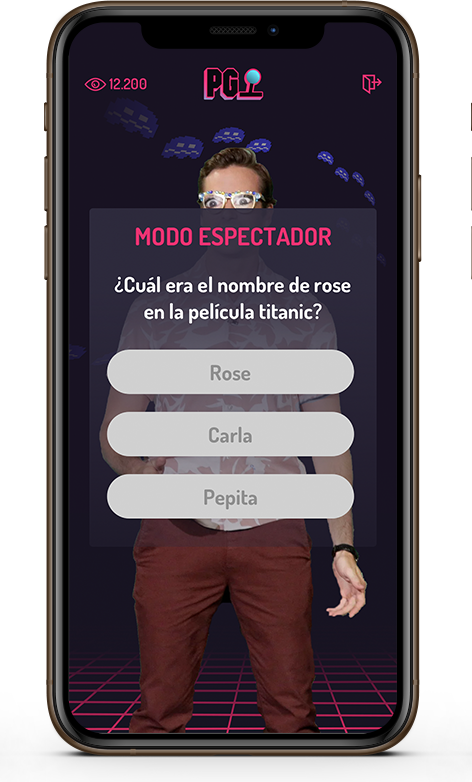 12.200
PG
MODO ESPECTADOR
¿Cuál era el nombre de rose
en la película titanic?
Rose
Carla
Pepita